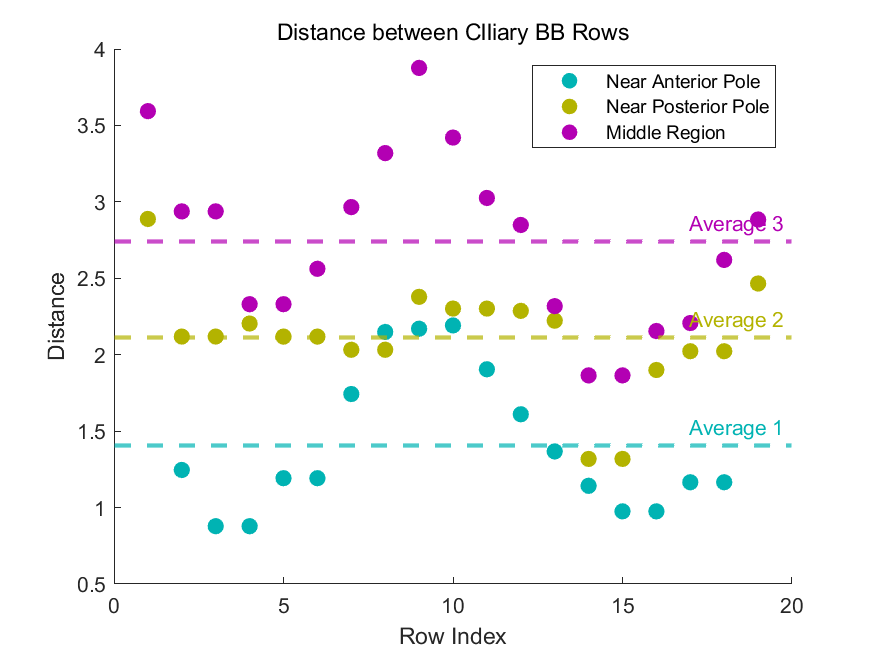 Distance between CIliary BB Rows
4
3.5
3
2.5
2
1.5
1
0.5
Distance
Near Anterior Pole
Near Posterior Pole
Middle Region
Average 3
Average 2
Average 1
0
5
10
15
20
Row Index